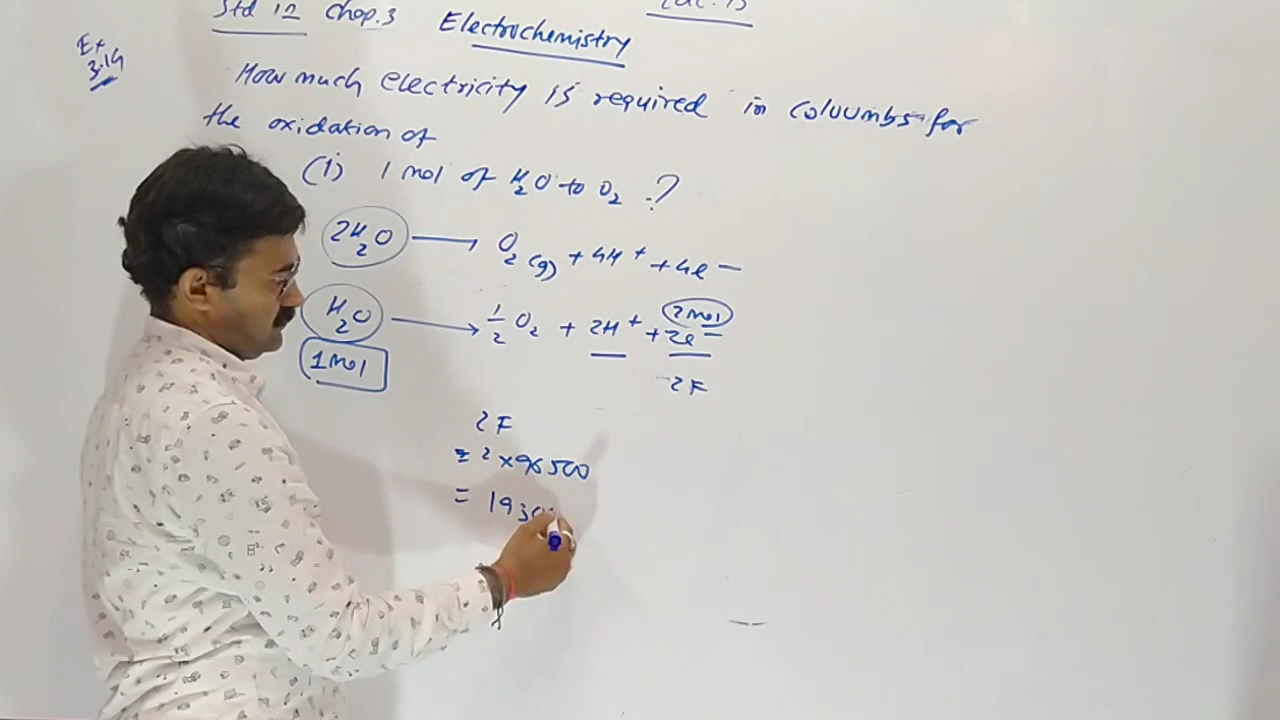 Std 12 Chap.3
Electrochemistry
Ex 3.14
How much electricity is required in coluumbs for
the oxidation of
(i) 1 mol of H₂O to O₂ ?
2H₂O ⟶ O₂(g) + 4H⁺ + 4e⁻
2mol
H₂O ⟶ ½ O₂ + 2H⁺ + 2e⁻
1mol
2F
2F
= 2×96500
= 1930